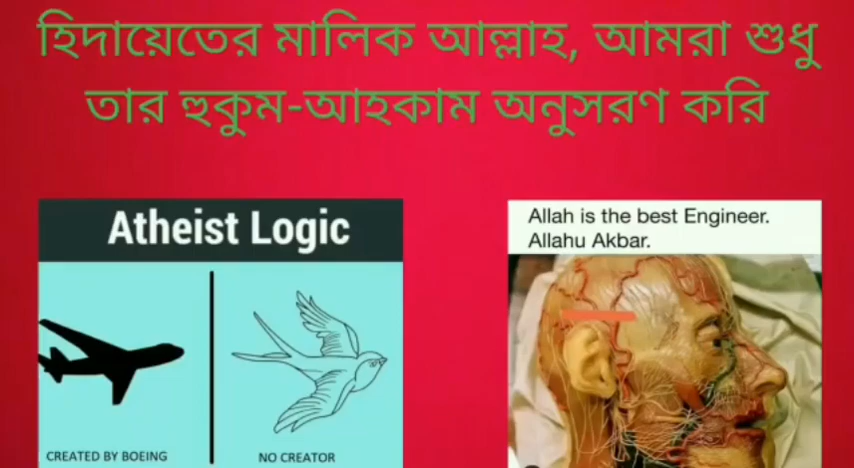 হিদায়েতের মালিক আল্লাহ, আমরা শুধু
তার হুকুম-আহকাম অনুসরণ করি
Atheist Logic
CREATED BY BOEING
NO CREATOR
Allah is the best Engineer.
Allahu Akbar.